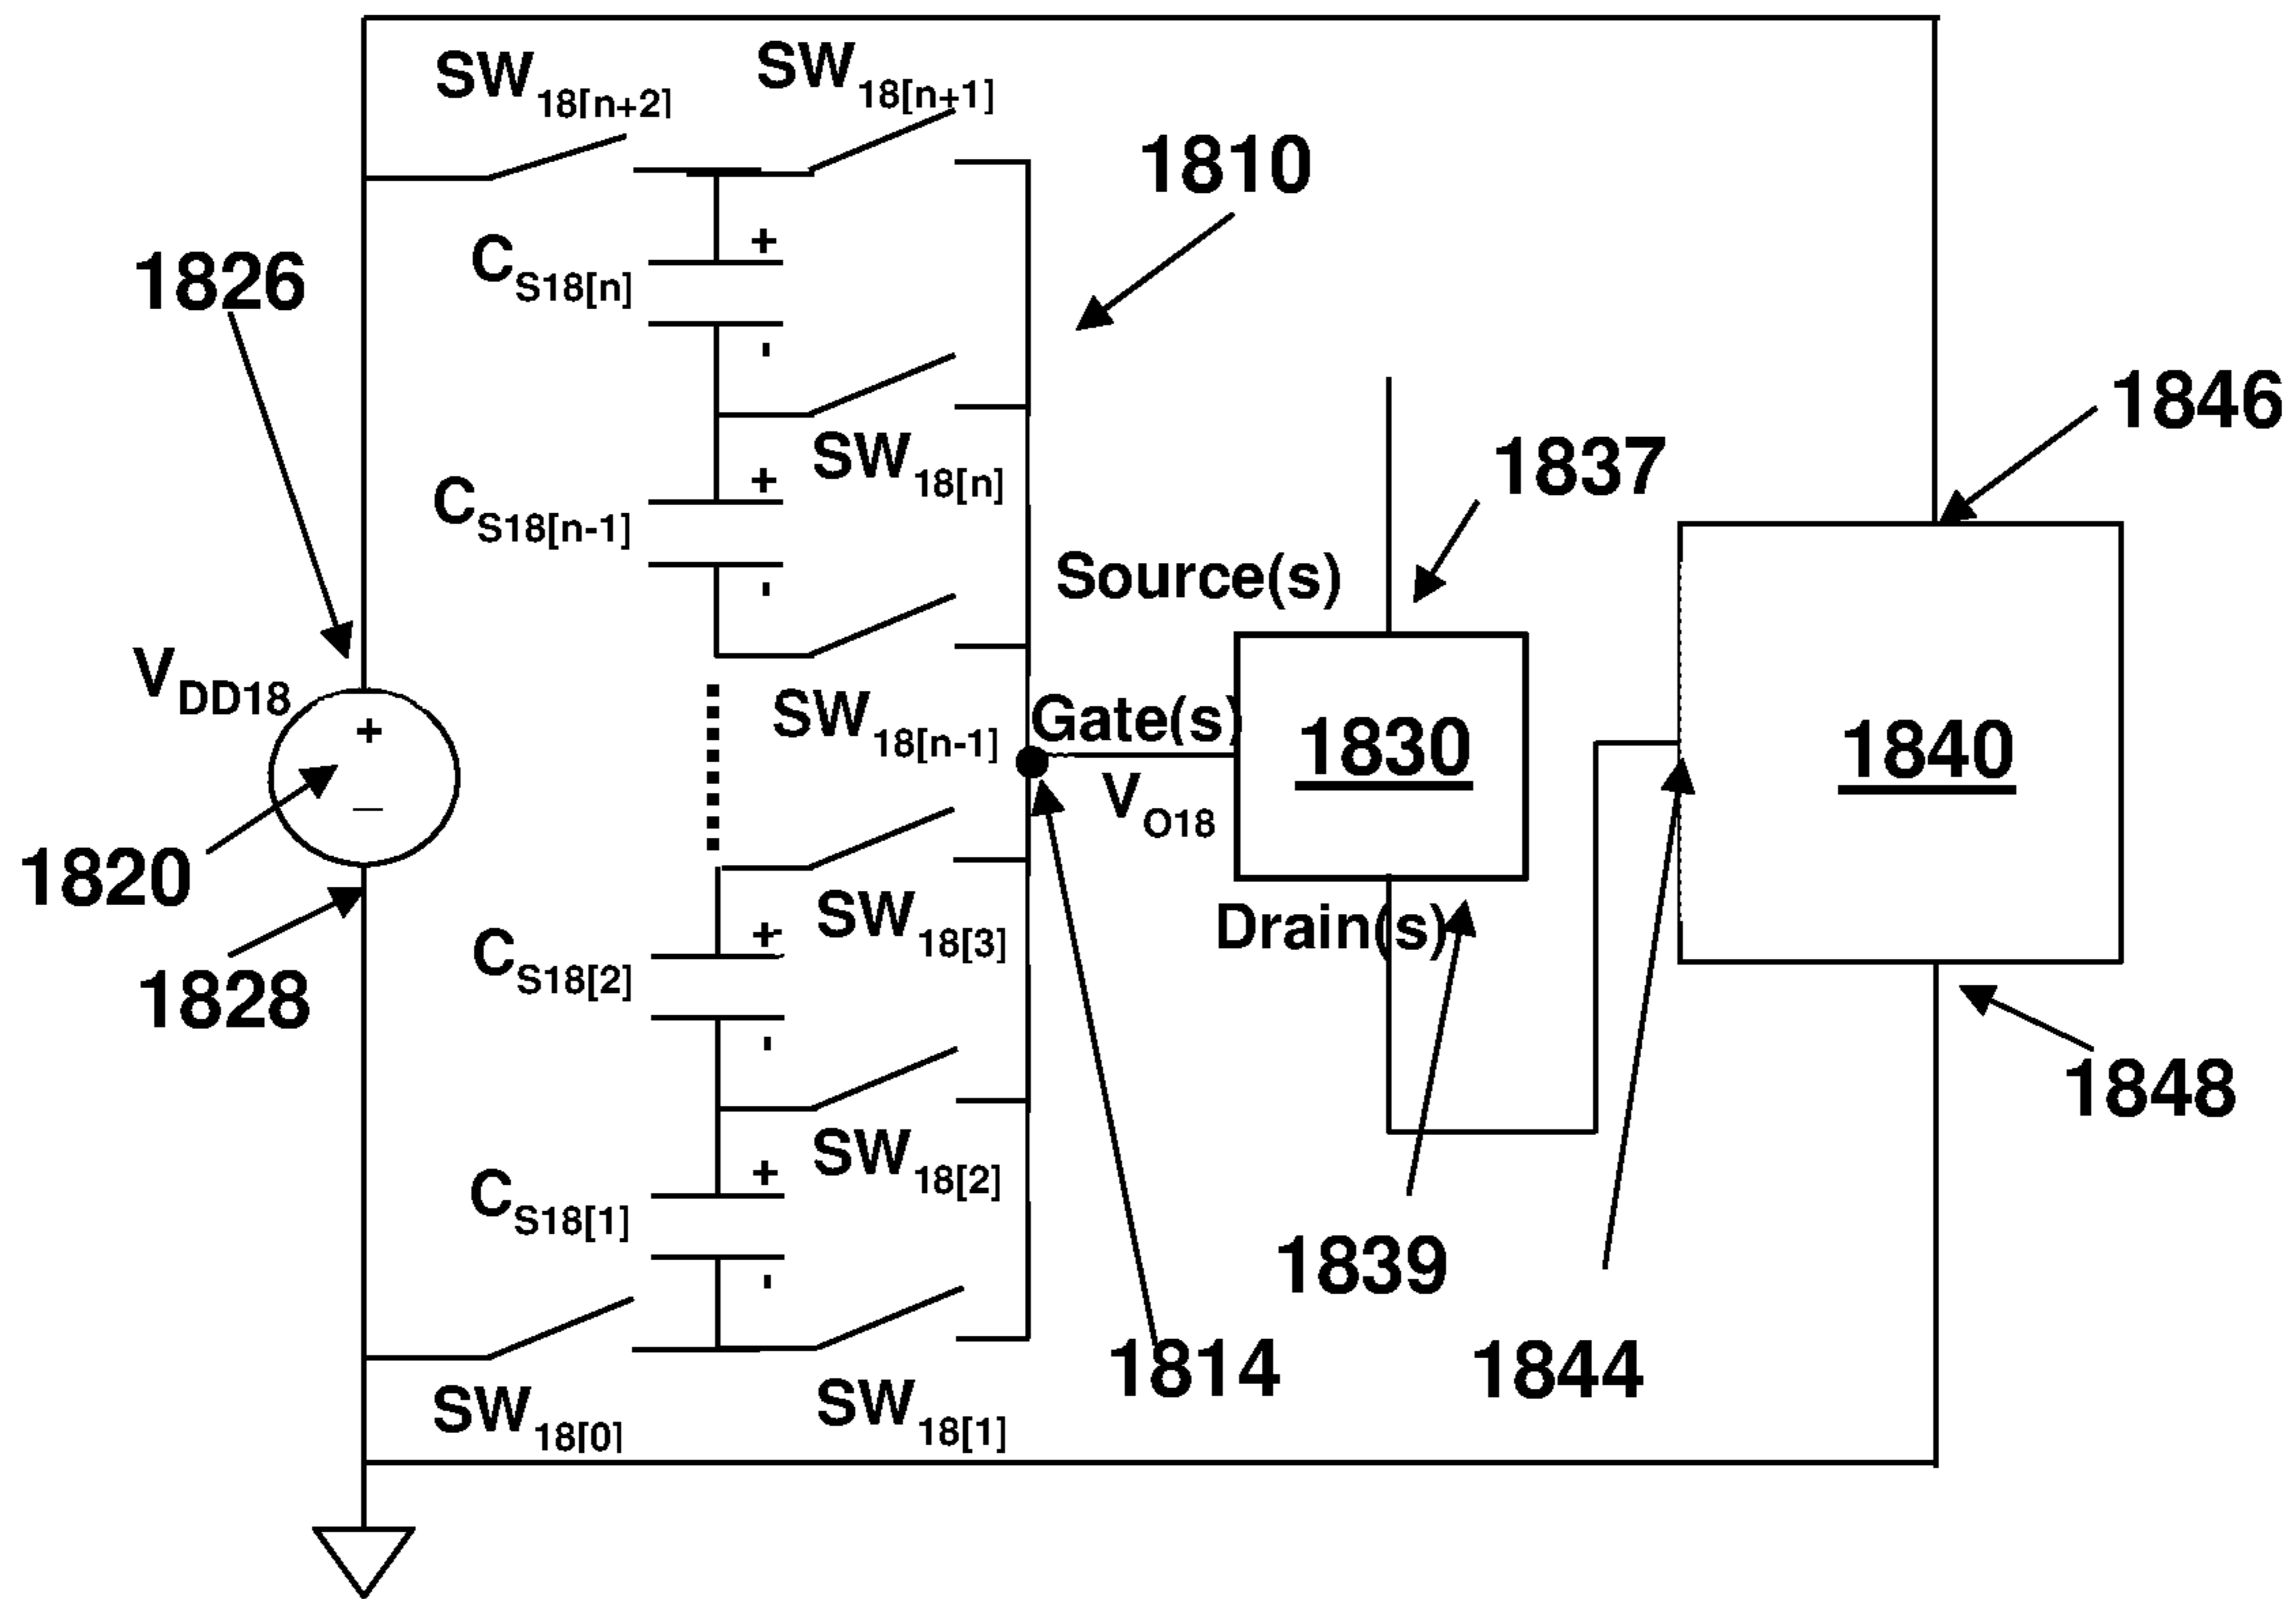 SW18[n+2]
SW18[n+1]
1810
+
CS18[n]
-
1826
SW18[n]
1846
+
CS18[n-1]
-
1837
Source(s)
VDD18
+
SW18[n-1]
Gate(s)
1830
1840
VO18
−
1820
SW18[3]
Drain(s)
+
CS18[2]
-
1828
SW18[2]
1848
+
CS18[1]
-
1839
1814
1844
SW18[0]
SW18[1]